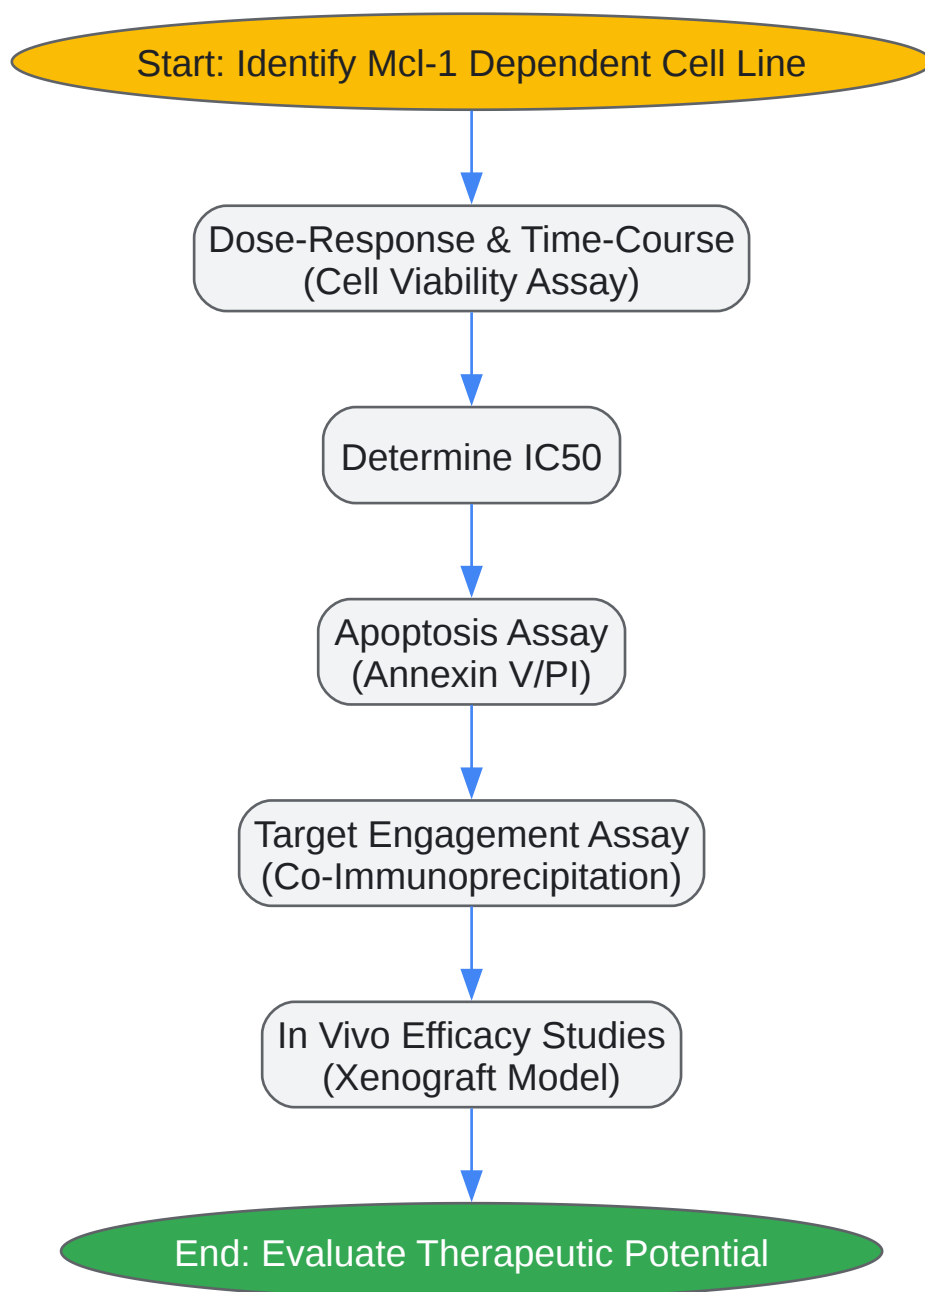 Start: Identify Mcl-1 Dependent Cell Line
Dose-Response & Time-Course
(Cell Viability Assay)
Determine IC50
Apoptosis Assay
(Annexin V/PI)
Target Engagement Assay
(Co-Immunoprecipitation)
In Vivo Efficacy Studies
(Xenograft Model)
End: Evaluate Therapeutic Potential